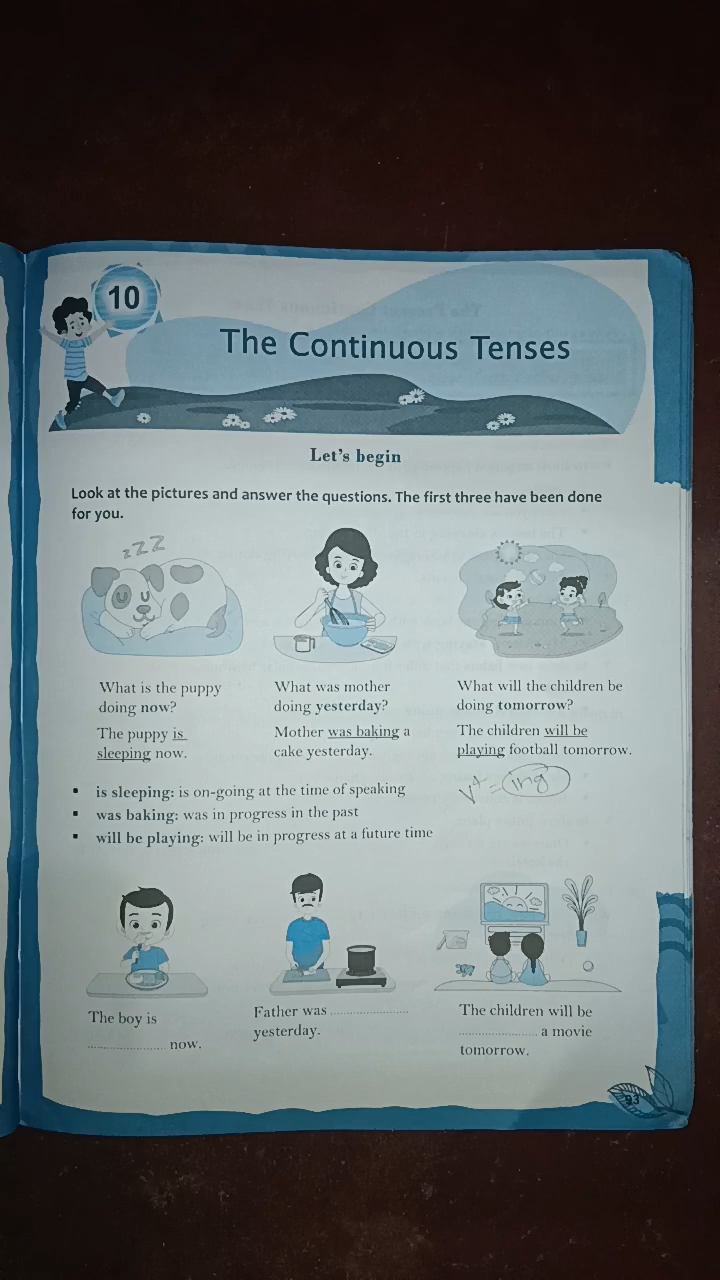 10
The Continuous Tenses
Let's begin
Look at the pictures and answer the questions. The first three have been done
for you.
zzz
What is the puppy
doing now?
The puppy is
sleeping now.
What was mother
doing yesterday?
Mother was baking a
cake yesterday.
What will the children be
doing tomorrow?
The children will be
playing football tomorrow.
▪ is sleeping: is on-going at the time of speaking
▪ was baking: was in progress in the past
▪ will be playing: will be in progress at a future time
V⁺ = ing
The boy is
........................ now.
Father was ........................
yesterday.
The children will be
........................ a movie
tomorrow.
93